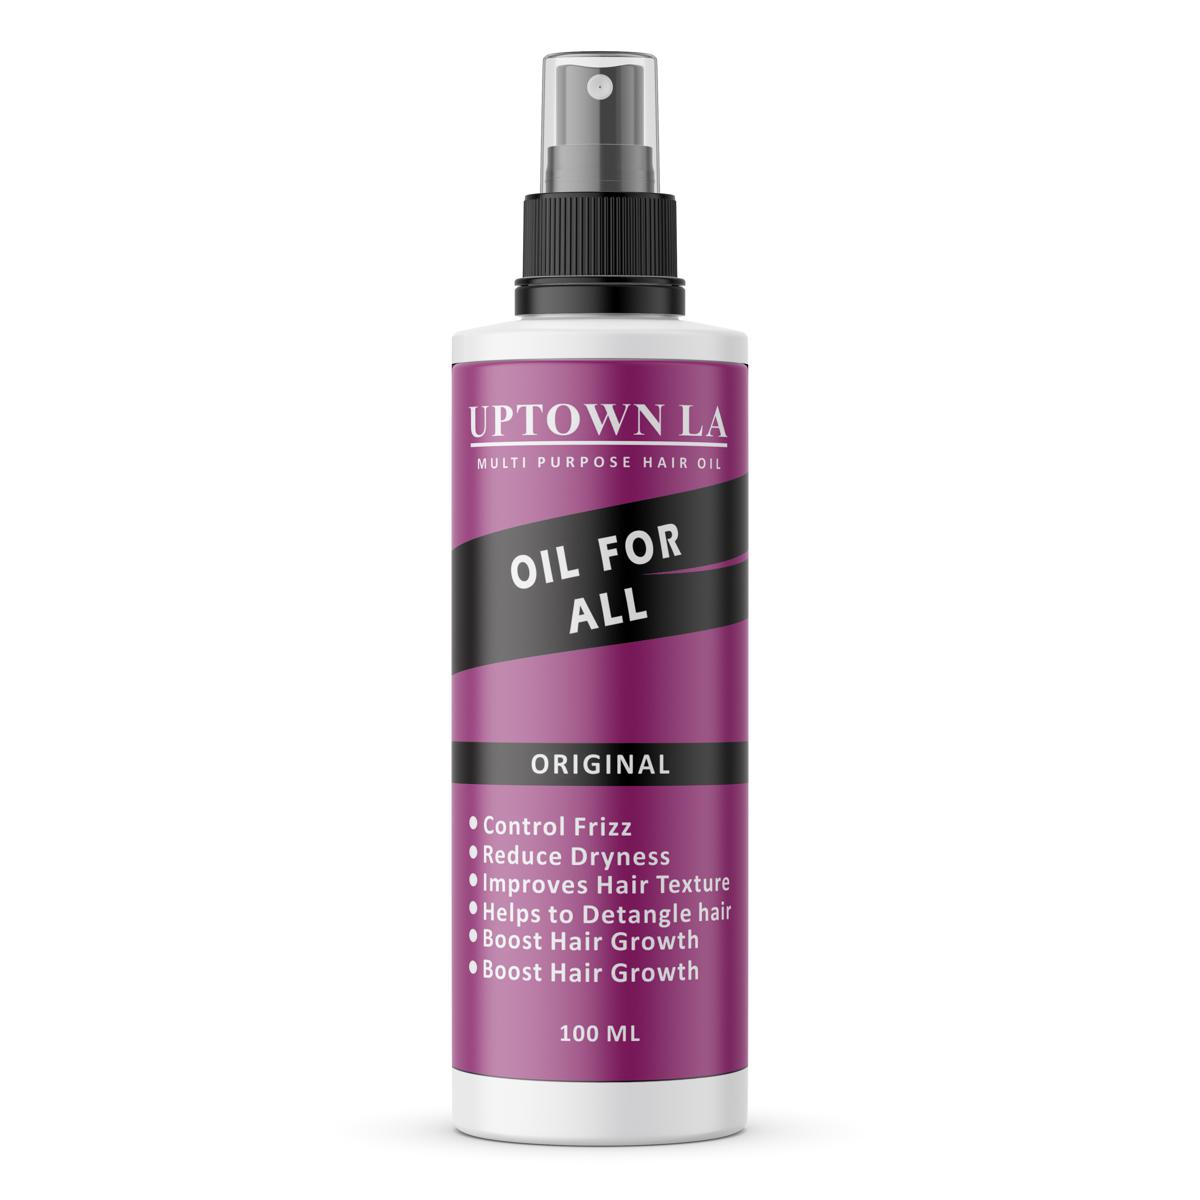 UPTOWN LA
MULTI PURPOSE HAIR OIL
OIL FOR
ALL
ORIGINAL
• Control Frizz
• Reduce Dryness
• Improves Hair Texture
• Helps to Detangle hair
• Boost Hair Growth
• Boost Hair Growth
100 ML